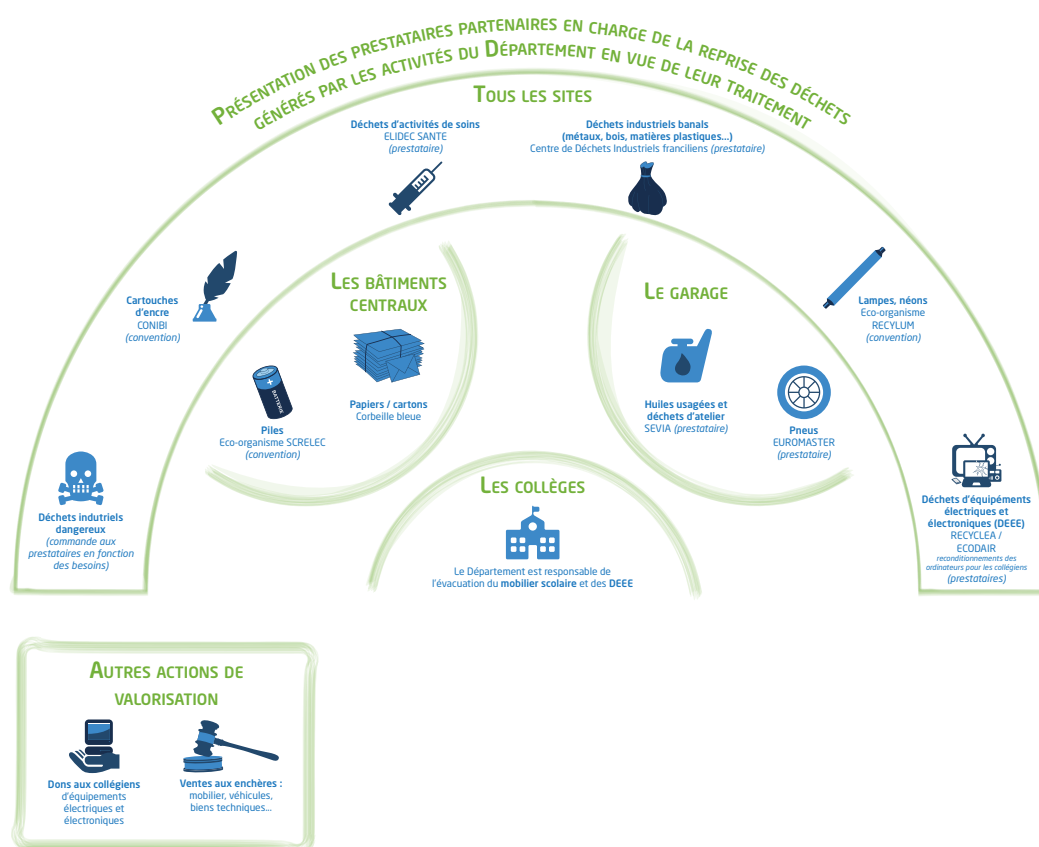 Présentation des prestataires partenaires en charge de la reprise des déchets
générés par les activités du Département en vue de leur traitement
Tous les sites
Déchets d'activités de soins
ELIDEC SANTE
(prestataire)
Déchets industriels banals
(métaux, bois, matières plastiques...)
Centre de Déchets Industriels franciliens (prestataire)
Cartouches
d'encre
CONIBI
(convention)
Lampes, néons
Eco-organisme
RECYLUM
(convention)
Déchets indutriels
dangereux
(commande aux
prestataires en fonction
des besoins)
Déchets d'équipéments
électriques et
électroniques (DEEE)
RECYCLEA /
ECODAIR
reconditionnements des
ordinateurs pour les collégiens
(prestataires)
Les bâtiments
centraux
BATTERIE
Piles
Eco-organisme SCRELEC
(convention)
Papiers / cartons
Corbeille bleue
Le garage
Huiles usagées et
déchets d'atelier
SEVIA (prestataire)
Pneus
EUROMASTER
(prestataire)
Les collèges
Le Département est responsable de
l'évacuation du mobilier scolaire et des DEEE
Autres actions de
valorisation
Dons aux collégiens
d'équipements
électriques et
électroniques
Ventes aux enchères :
mobilier, véhicules,
biens techniques...